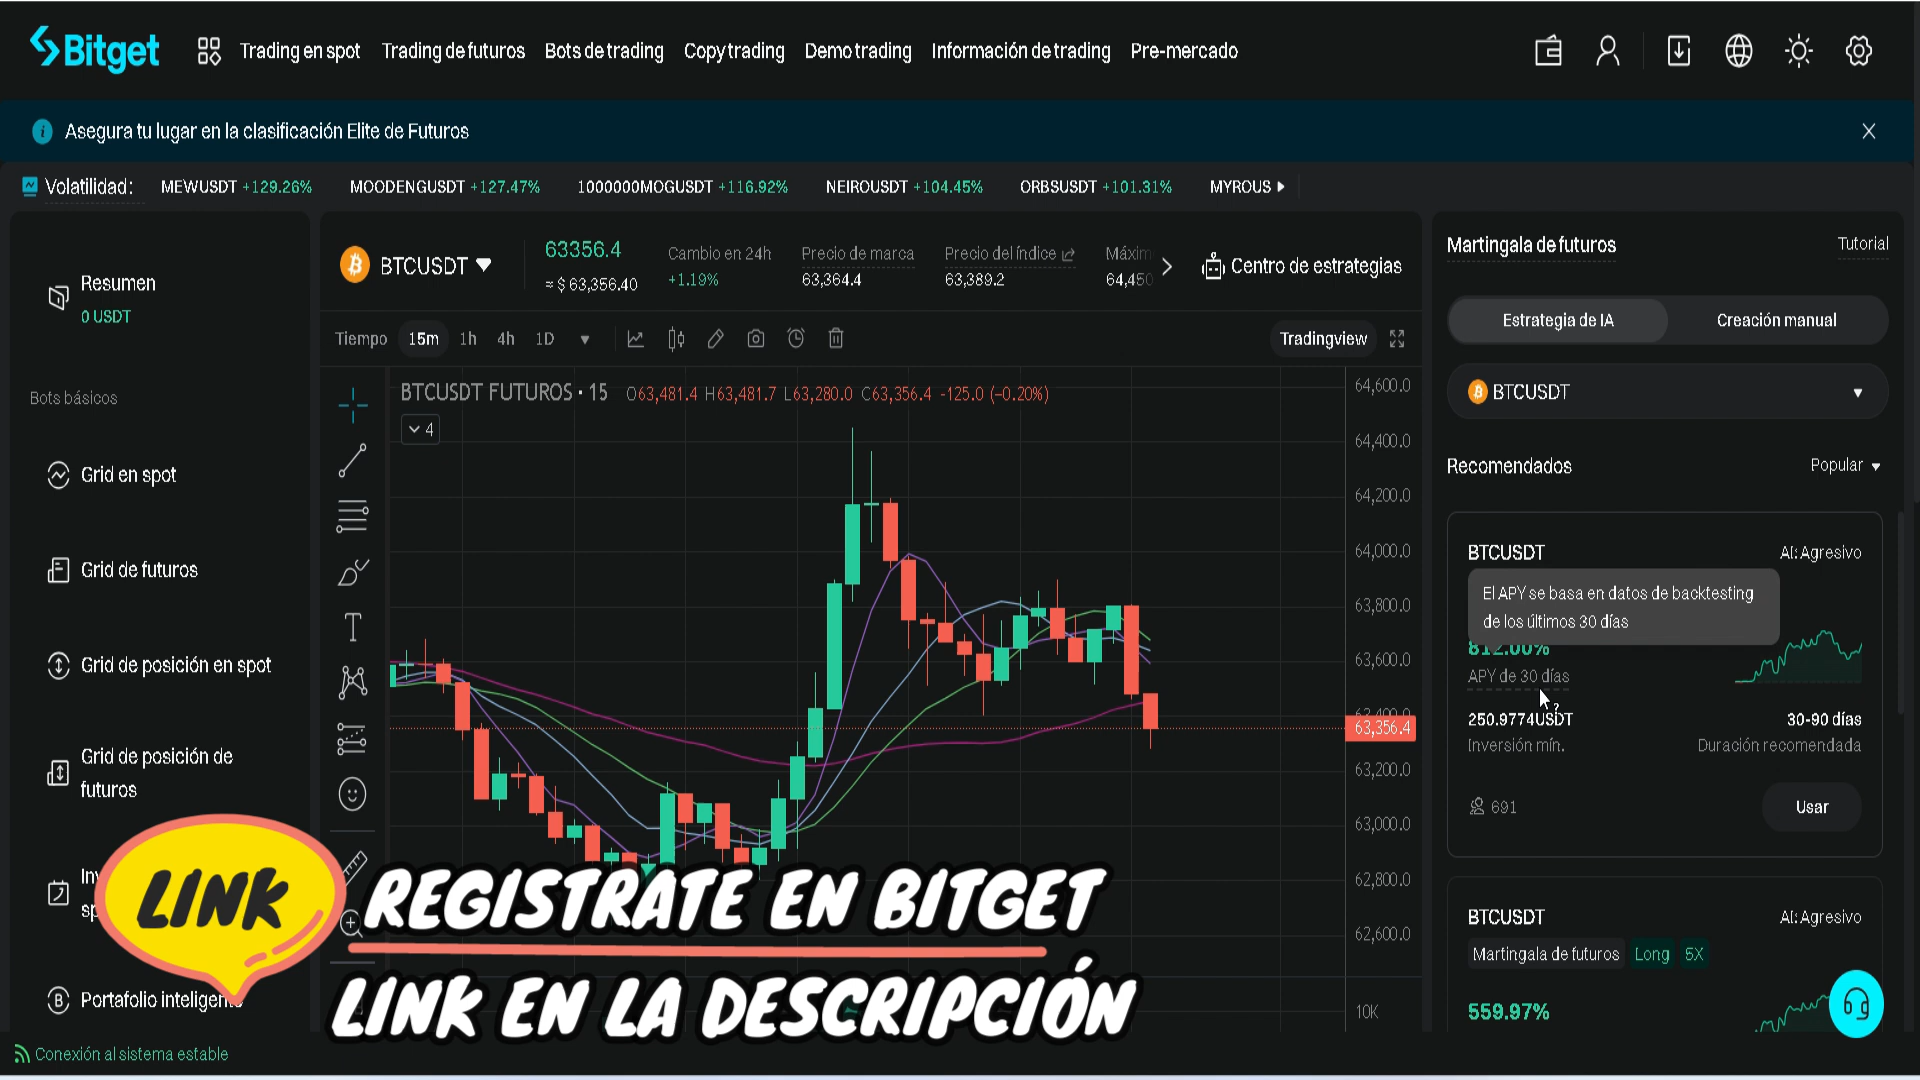 Bitget
Trading en spot
Trading de futuros
Bots de trading
Copy trading
Demo trading
Información de trading
Pre-mercado
Asegura tu lugar en la clasificación Elite de Futuros
Volatilidad:
MEWUSDT +129.26%
MOODENGUSDT +127.47%
1000000MOGUSDT +116.92%
NEIROUSDT +104.45%
ORBSUSDT +101.31%
MYROUS
Resumen
0 USDT
Bots básicos
Grid en spot
Grid de futuros
Grid de posición en spot
Grid de posición de
futuros
Portafolio inteligente
Conexión al sistema estable
BTCUSDT
63356.4
≈ $ 63,356.40
Cambio en 24h
+1.19%
Precio de marca
63,364.4
Precio del índice
63,389.2
Máxim
64,450
Centro de estrategias
Tiempo
15m
1h
4h
1D
Tradingview
BTCUSDT FUTUROS • 15 O63,481.4 H63,481.7 L63,280.0 C63,356.4 -125.0 (−0.20%)
4
64,600.0
64,400.0
64,200.0
64,000.0
63,800.0
63,600.0
63,400.0
63,356.4
63,200.0
63,000.0
62,800.0
62,600.0
10K
Martingala de futuros
Tutorial
Estrategia de IA
Creación manual
BTCUSDT
Recomendados
Popular
BTCUSDT
AI: Agresivo
El APY se basa en datos de backtesting
de los últimos 30 días
812.00%
APY de 30 días
250.9774USDT
30-90 días
Inversión mín.
Duración recomendada
691
Usar
BTCUSDT
AI: Agresivo
Martingala de futuros Long 5X
559.97%
LINK
REGISTRATE EN BITGET
LINK EN LA DESCRIPCIÓN